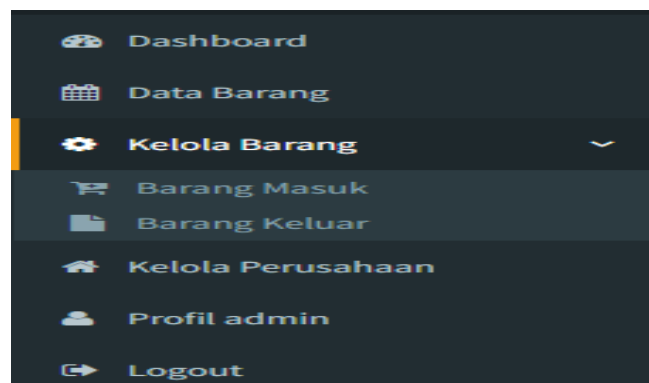 Dashboard
Data Barang
Kelola Barang
Barang Masuk
Barang Keluar
Kelola Perusahaan
Profil admin
Logout